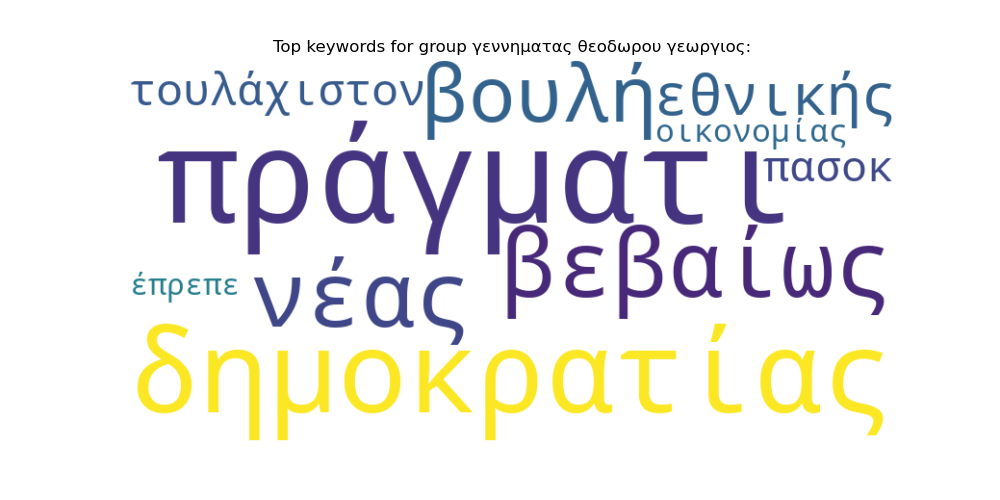 Top keywords for group γεννηματας θεοδωρου γεωργιος:
τουλάχιστον βουλή εθνικής
οικονομίας
πράγματι πασοκ
βεβαίως
έπρεπε νέας
δημοκρατίας